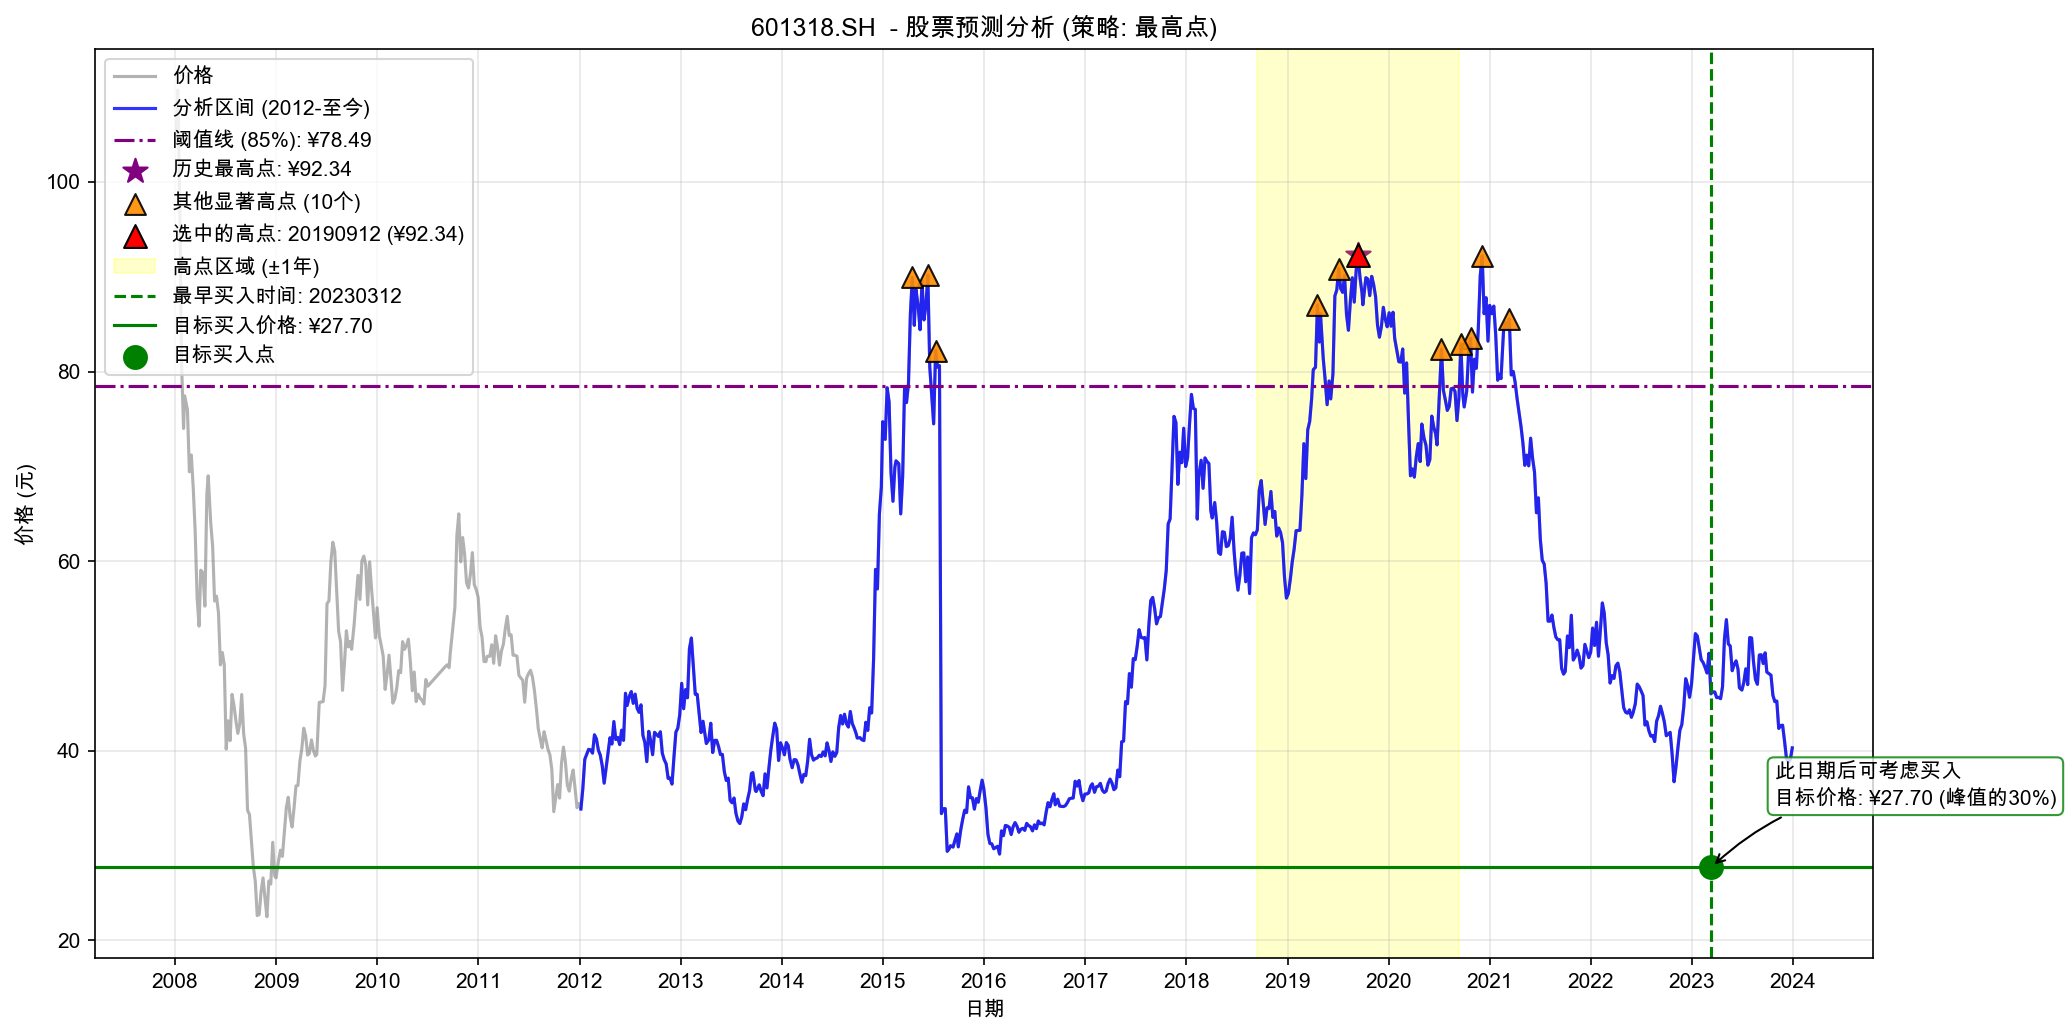 601318.SH - 股票预测分析 (策略: 最高点)
价格
分析区间 (2012-至今)
阈值线 (85%): ¥78.49
历史最高点: ¥92.34
其他显著高点 (10个)
选中的高点: 20190912 (¥92.34)
高点区域 (±1年)
最早买入时间: 20230312
目标买入价格: ¥27.70
目标买入点
价格 (元)
100
80
60
40
20
此日期后可考虑买入
目标价格: ¥27.70 (峰值的30%)
2008 2009 2010 2011 2012 2013 2014 2015 2016 2017 2018 2019 2020 2021 2022 2023 2024
日期